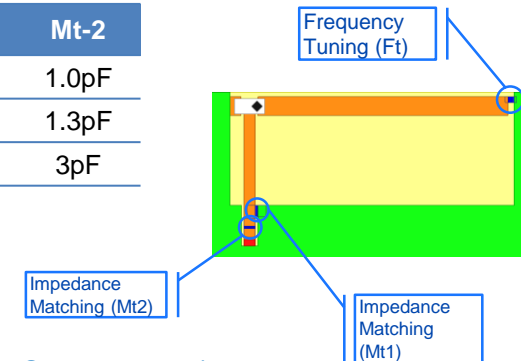 Mt-2
1.0pF
1.3pF
3pF
Frequency
Tuning (Ft)
Impedance
Matching (Mt2)
Impedance
Matching
(Mt1)